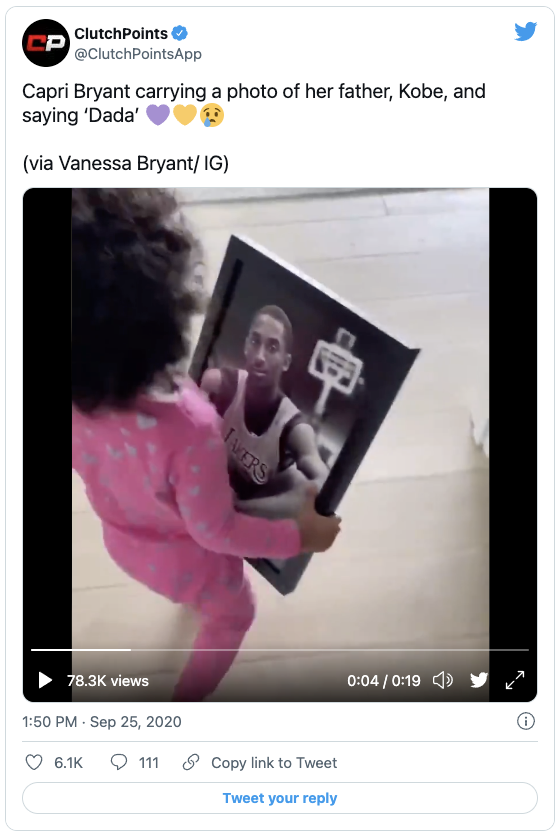 CP
ClutchPoints
@ClutchPointsApp
Capri Bryant carrying a photo of her father, Kobe, and
saying ‘Dada’ 💜💛😢
(via Vanessa Bryant/ IG)
LAKERS
78.3K views
0:04 / 0:19
1:50 PM · Sep 25, 2020
6.1K
111
Copy link to Tweet
Tweet your reply